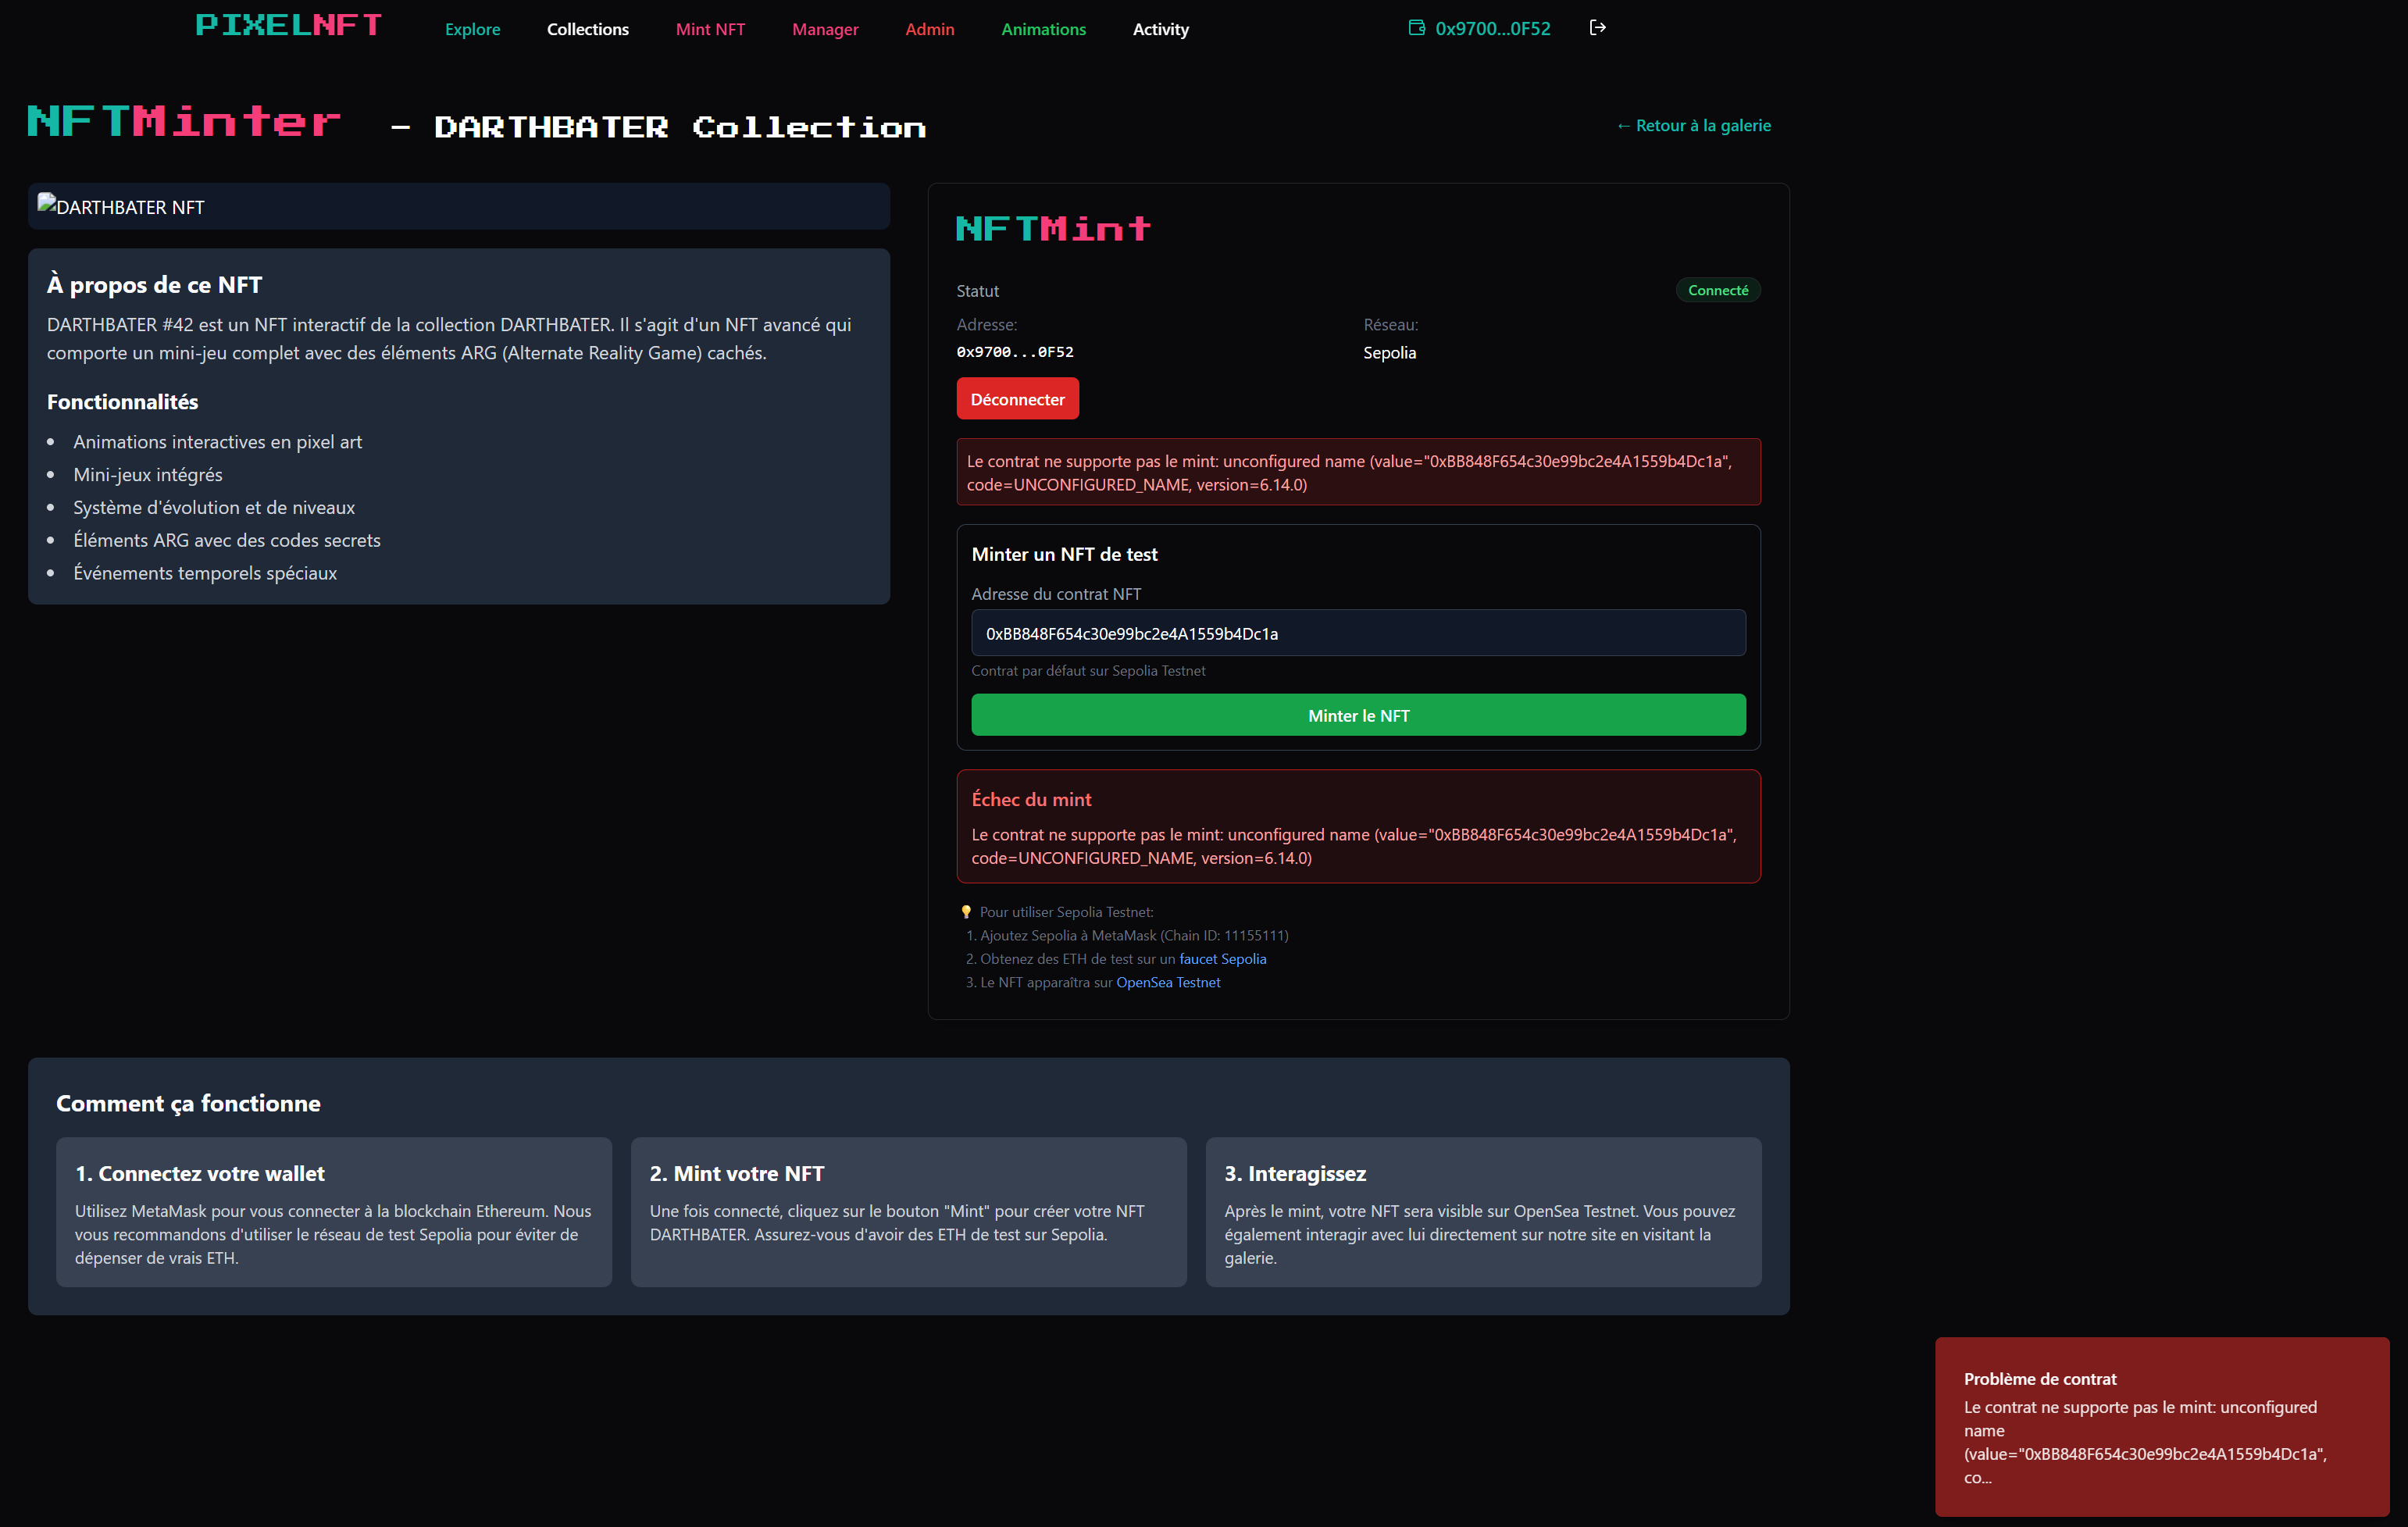 PIXELNFT
Explore
Collections
Mint NFT
Manager
Admin
Animations
Activity
0x9700...0F52
NFTMinter – DARTHBATER Collection
← Retour à la galerie
DARTHBATER NFT
À propos de ce NFT
DARTHBATER #42 est un NFT interactif de la collection DARTHBATER. Il s'agit d'un NFT avancé qui
comporte un mini-jeu complet avec des éléments ARG (Alternate Reality Game) cachés.
Fonctionnalités
Animations interactives en pixel art
Mini-jeux intégrés
Système d'évolution et de niveaux
Éléments ARG avec des codes secrets
Événements temporels spéciaux
NFTMint
Statut
Connecté
Adresse:
0x9700...0F52
Réseau:
Sepolia
Déconnecter
Le contrat ne supporte pas le mint: unconfigured name (value="0xBB848F654c30e99bc2e4A1559b4Dc1a",
code=UNCONFIGURED_NAME, version=6.14.0)
Minter un NFT de test
Adresse du contrat NFT
0xBB848F654c30e99bc2e4A1559b4Dc1a
Contrat par défaut sur Sepolia Testnet
Minter le NFT
Échec du mint
Le contrat ne supporte pas le mint: unconfigured name (value="0xBB848F654c30e99bc2e4A1559b4Dc1a",
code=UNCONFIGURED_NAME, version=6.14.0)
💡 Pour utiliser Sepolia Testnet:
1. Ajoutez Sepolia à MetaMask (Chain ID: 11155111)
2. Obtenez des ETH de test sur un faucet Sepolia
3. Le NFT apparaîtra sur OpenSea Testnet
Comment ça fonctionne
1. Connectez votre wallet
Utilisez MetaMask pour vous connecter à la blockchain Ethereum. Nous
vous recommandons d'utiliser le réseau de test Sepolia pour éviter de
dépenser de vrais ETH.
2. Mint votre NFT
Une fois connecté, cliquez sur le bouton "Mint" pour créer votre NFT
DARTHBATER. Assurez-vous d'avoir des ETH de test sur Sepolia.
3. Interagissez
Après le mint, votre NFT sera visible sur OpenSea Testnet. Vous pouvez
également interagir avec lui directement sur notre site en visitant la
galerie.
Problème de contrat
Le contrat ne supporte pas le mint: unconfigured
name
(value="0xBB848F654c30e99bc2e4A1559b4Dc1a",
co...